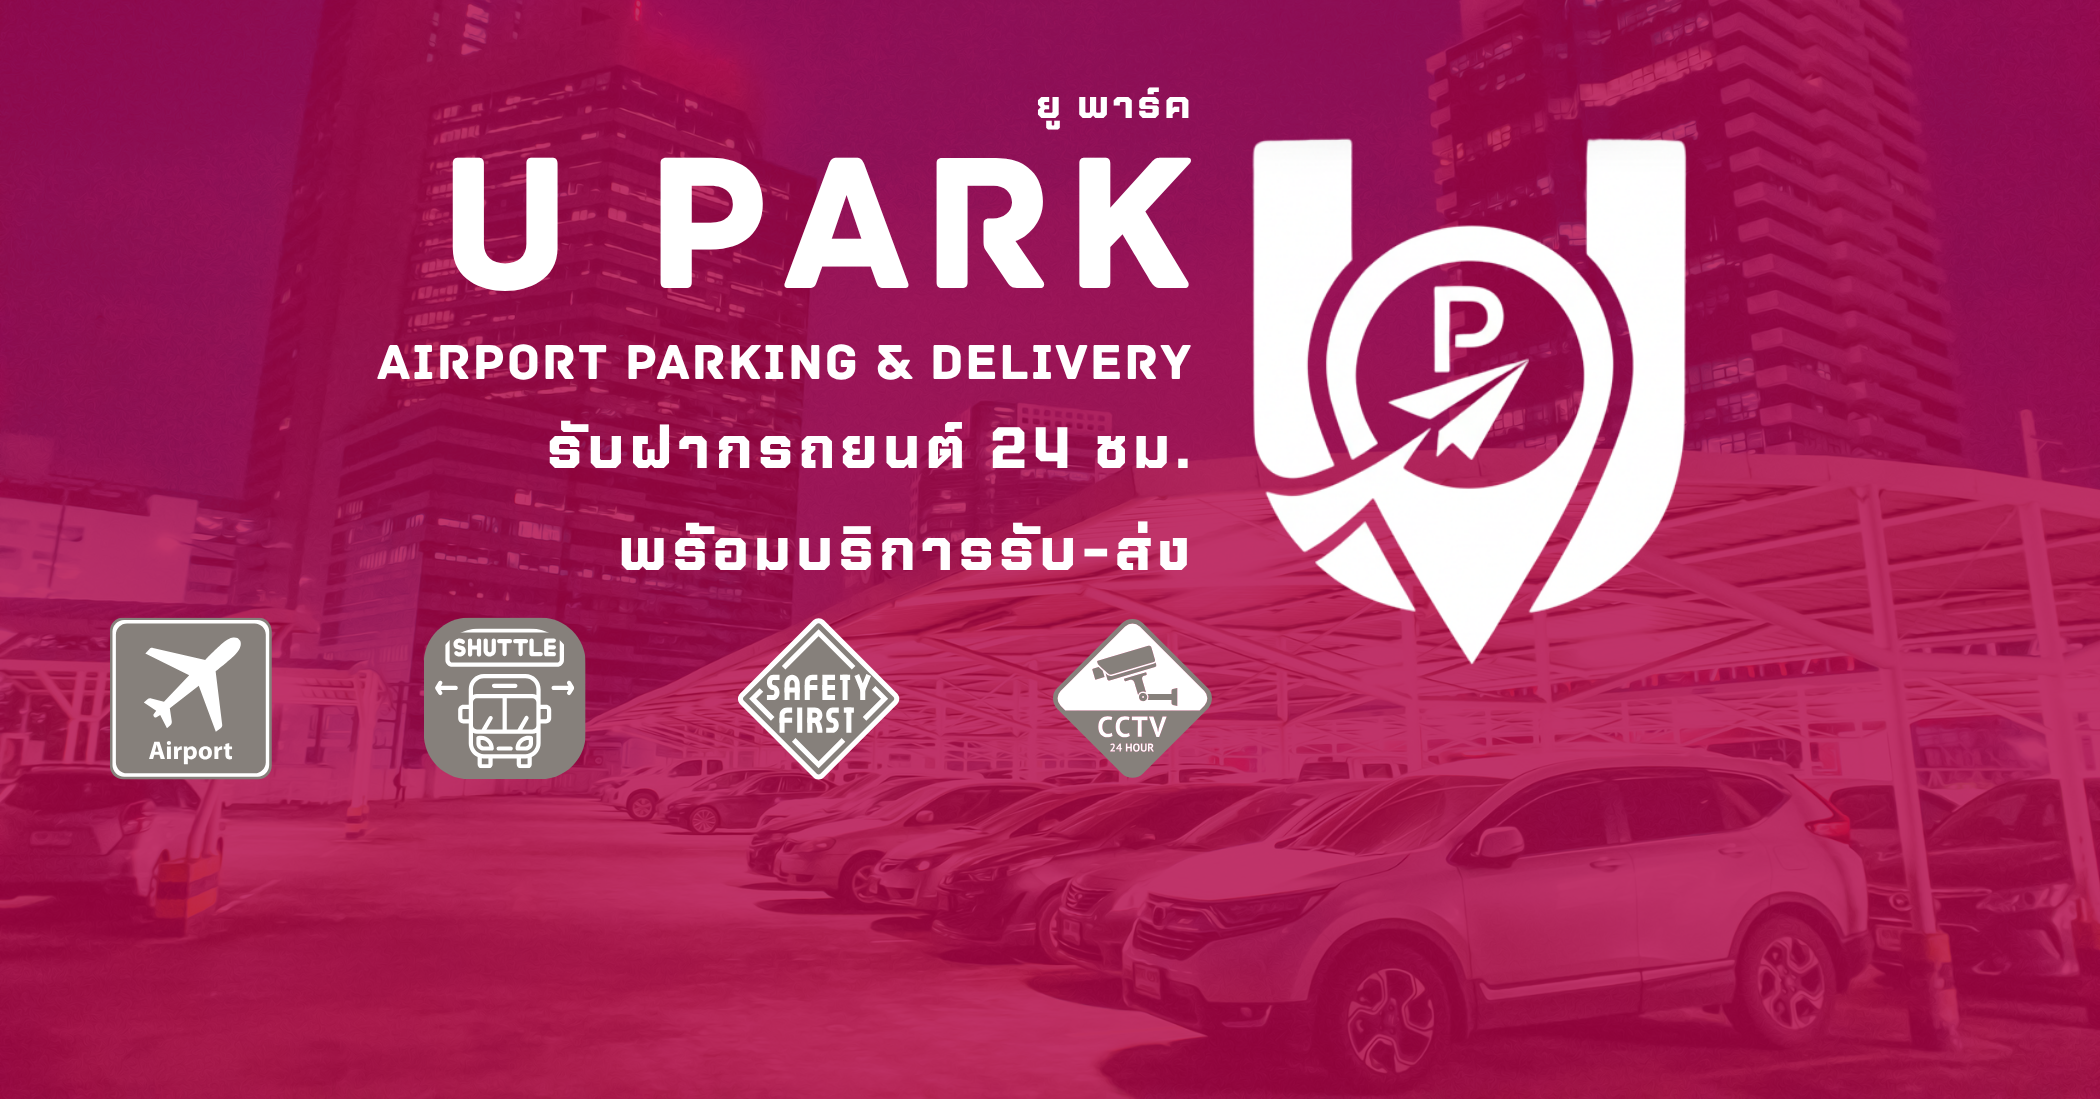 ยู พาร์ค
U PARK
P
AIRPORT PARKING & DELIVERY
รับฝากรถยนต์ 24 ชม.
พร้อมบริการรับ-ส่ง
Airport
SHUTTLE
SAFETY
FIRST
CCTV
24 HOUR